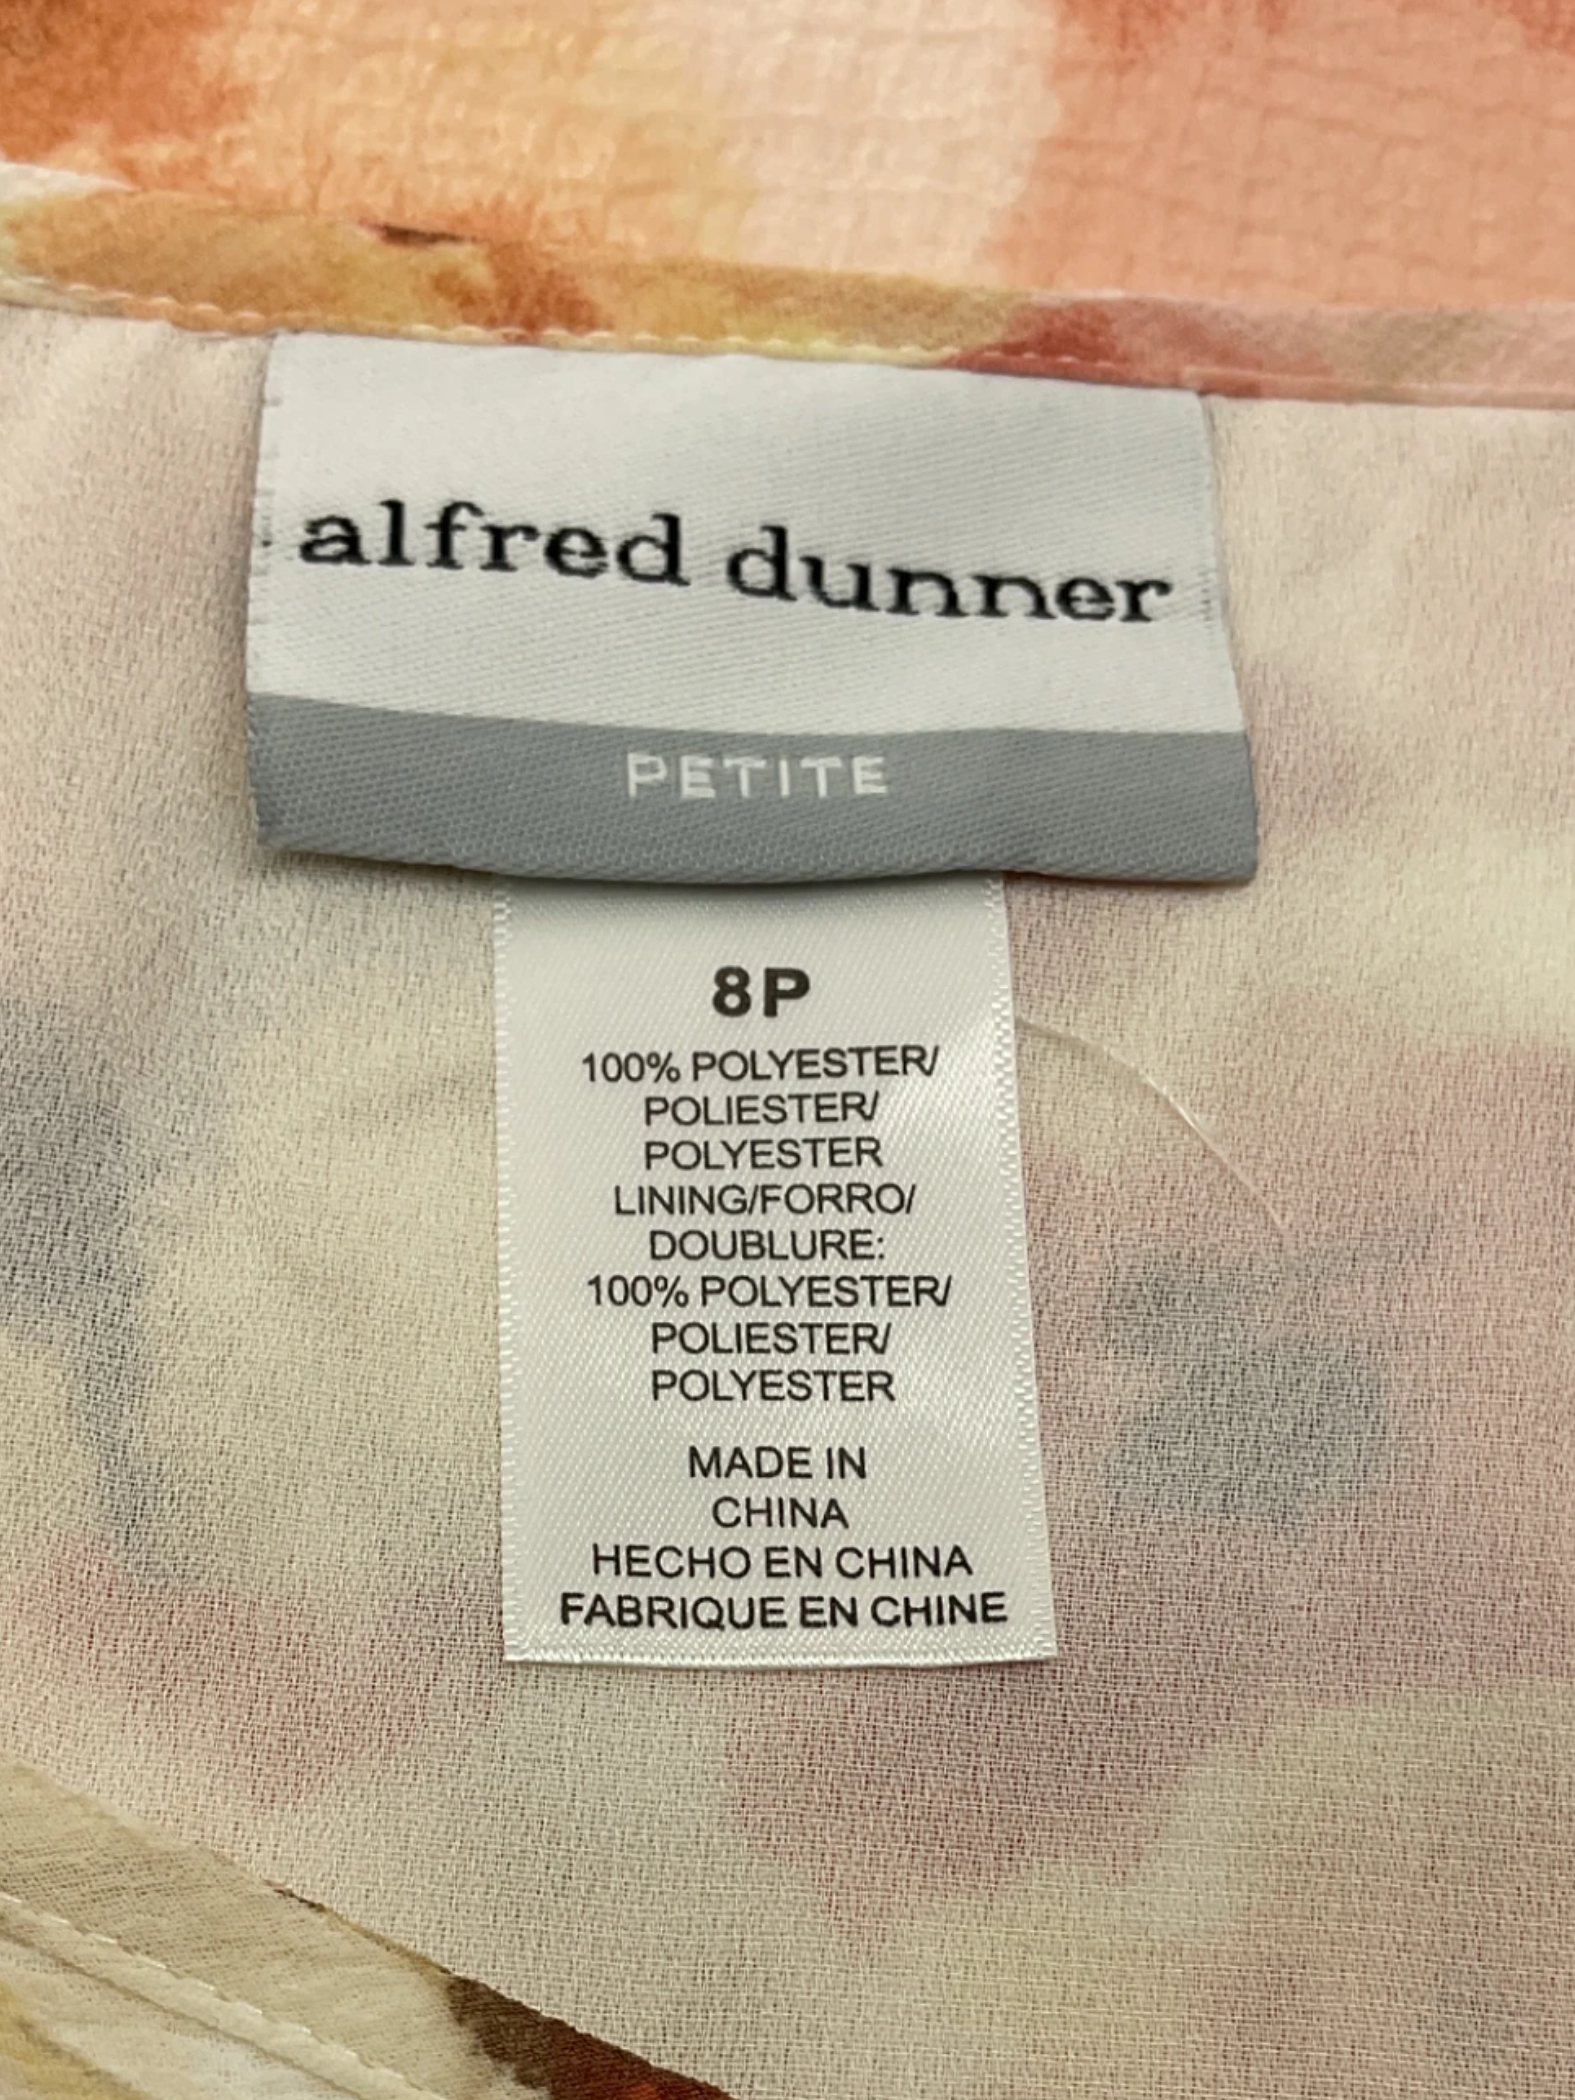 alfred dunner
PETITE
8P
100% POLYESTER/
POLIESTER/
POLYESTER
LINING/FORRO/
DOUBLURE:
100% POLYESTER/
POLIESTER/
POLYESTER
MADE IN
CHINA
HECHO EN CHINA
FABRIQUE EN CHINE